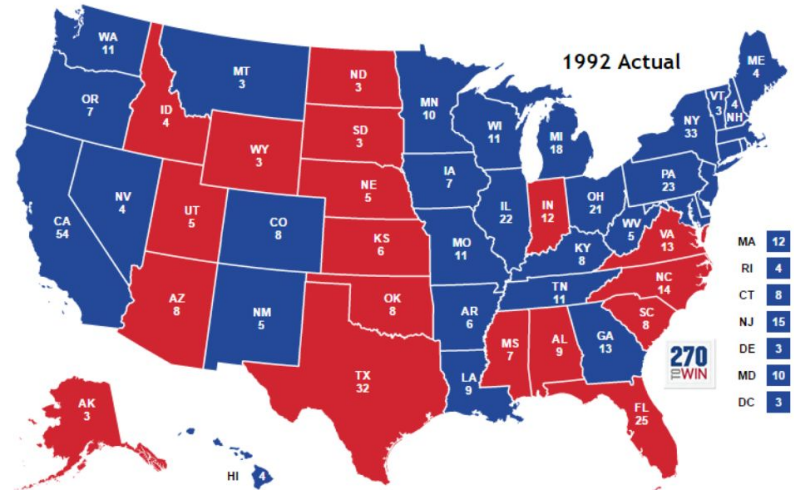 1992 Actual
WA
11
OR
7
CA
54
NV
4
ID
4
MT
3
WY
3
UT
5
AZ
8
CO
8
NM
5
ND
3
SD
3
NE
5
KS
6
OK
8
TX
32
MN
10
IA
7
MO
11
AR
6
LA
9
WI
11
IL
22
MI
18
IN
12
OH
21
KY
8
TN
11
MS
7
AL
9
GA
13
FL
25
SC
8
NC
14
VA
13
WV
5
PA
23
NY
33
VT
3
4
NH
ME
4
AK
3
HI 4
MA 12
RI 4
CT 8
NJ 15
DE 3
MD 10
DC 3
270
TO WIN